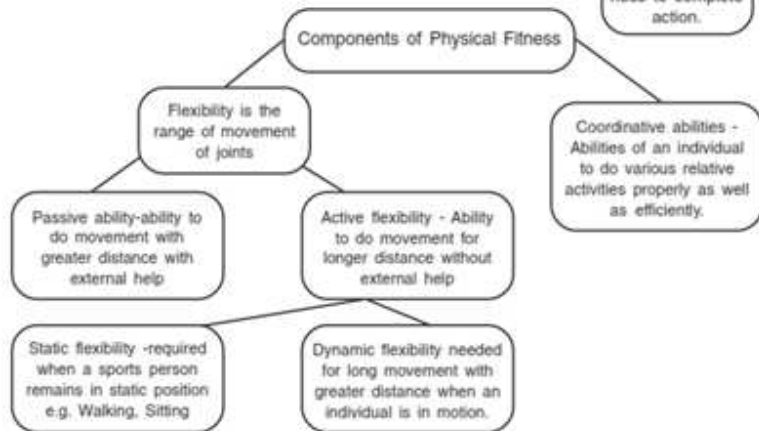 action.
Components of Physical Fitness
Flexibility is the
range of movement
of joints
Coordinative abilities -
Abilities of an individual
to do various relative
activities properly as well
as efficiently.
Passive ability-ability to
do movement with
greater distance with
external help
Active flexibility - Ability
to do movement for
longer distance without
external help
Static flexibility -required
when a sports person
remains in static position
e.g. Walking, Sitting
Dynamic flexibility needed
for long movement with
greater distance when an
individual is in motion.